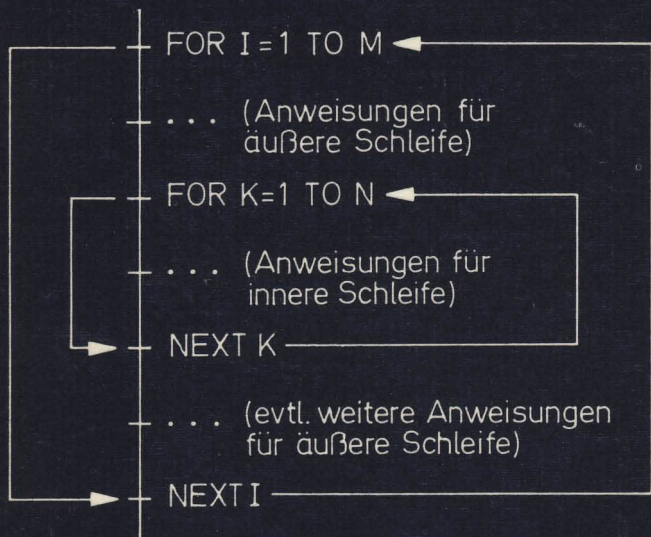 FOR I=1 TO M
... (Anweisungen für
äußere Schleife)
FOR K=1 TO N
... (Anweisungen für
innere Schleife)
NEXT K
... (evtl. weitere Anweisungen
für äußere Schleife)
NEXT I